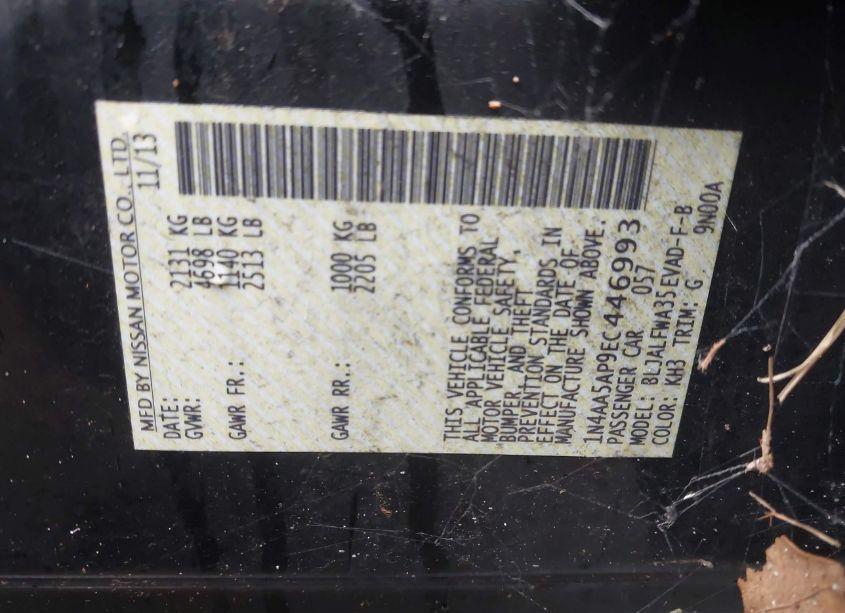 MFD BY NISSAN MOTOR CO., LTD.
DATE: 11/13
GVWR: 2131 KG
4698 LB
GAWR FR.: 1140 KG
2513 LB
GAWR RR.: 1000 KG
2205 LB
THIS VEHICLE CONFORMS TO
ALL APPLICABLE FEDERAL
MOTOR VEHICLE SAFETY,
BUMPER AND THEFT
PREVENTION STANDARDS IN
EFFECT ON THE DATE OF
MANUFACTURE SHOWN ABOVE.
1N4AA5AP9EC446993
PASSENGER CAR 057
MODEL: BLJALFWA35EVAD-F-B
COLOR: KH3 TRIM: G 9N00A